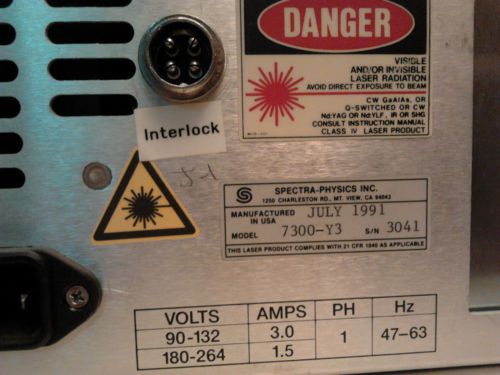 DANGER
VISIBLE
AND/OR INVISIBLE
LASER RADIATION
AVOID DIRECT EXPOSURE TO BEAM
CW GaAlAs, OR
Q-SWITCHED OR CW
Nd:YAG OR Nd:YLF, IR OR SHG
CONSULT INSTRUCTION MANUAL
CLASS IV LASER PRODUCT
Interlock
J-1
SPECTRA-PHYSICS INC.
1250 CHARLESTON RD., MT. VIEW, CA 94043
MANUFACTURED IN USA JULY 1991
MODEL 7300-Y3 S/N 3041
THIS LASER PRODUCT COMPLIES WITH 21 CFR 1040 AS APPLICABLE
VOLTS AMPS PH Hz
90-132 3.0 1 47-63
180-264 1.5